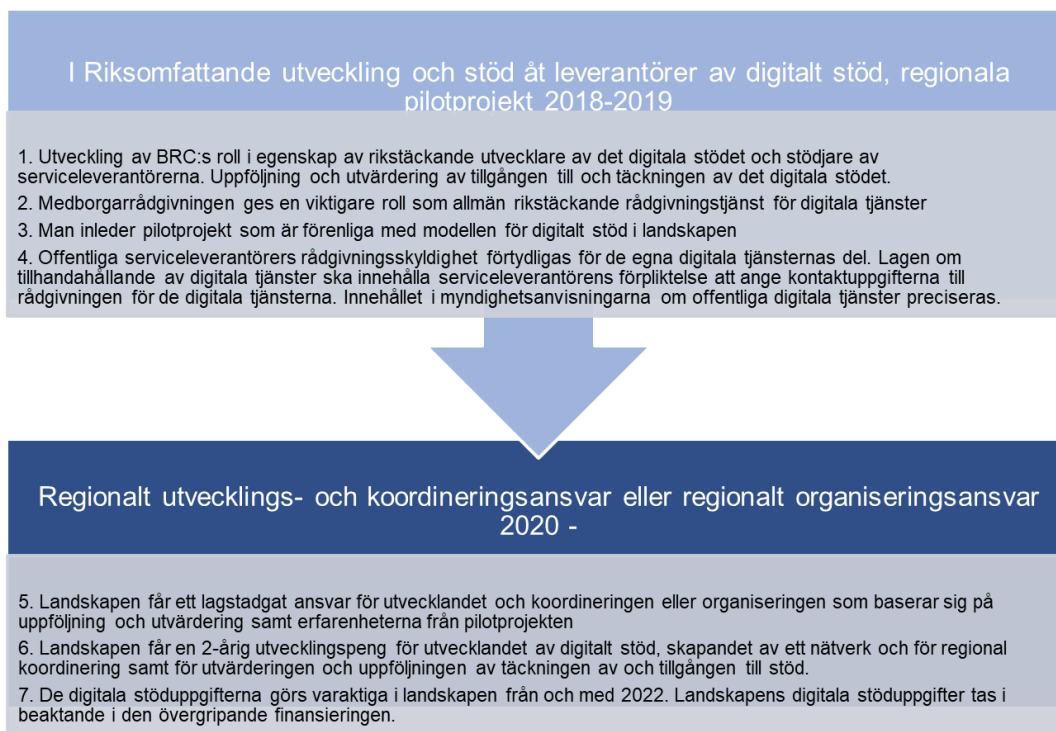 I Riksomfattande utveckling och stöd åt leverantörer av digitalt stöd, regionala
pilotprojekt 2018-2019
1. Utveckling av BRC:s roll i egenskap av rikstäckande utvecklare av det digitala stödet och stödjare av
serviceleverantörerna. Uppföljning och utvärdering av tillgången till och täckningen av det digitala stödet.
2. Medborgarrådgivningen ges en viktigare roll som allmän rikstäckande rådgivningstjänst för digitala tjänster
3. Man inleder pilotprojekt som är förenliga med modellen för digitalt stöd i landskapen
4. Offentliga serviceleverantörers rådgivningsskyldighet förtydligas för de egna digitala tjänsternas del. Lagen om
tillhandahållande av digitala tjänster ska innehålla serviceleverantörens förpliktelse att ange kontaktuppgifterna till
rådgivningen för de digitala tjänsterna. Innehållet i myndighetsanvisningarna om offentliga digitala tjänster preciseras.
Regionalt utvecklings- och koordineringsansvar eller regionalt organiseringsansvar
2020 -
5. Landskapen får ett lagstadgat ansvar för utvecklandet och koordineringen eller organiseringen som baserar sig på
uppföljning och utvärdering samt erfarenheterna från pilotprojekten
6. Landskapen får en 2-årig utvecklingspeng för utvecklandet av digitalt stöd, skapandet av ett nätverk och för regional
koordinering samt för utvärderingen och uppföljningen av täckningen av och tillgången till stöd.
7. De digitala stöduppgifterna görs varaktiga i landskapen från och med 2022. Landskapens digitala stöduppgifter tas i
beaktande i den övergripande finansieringen.